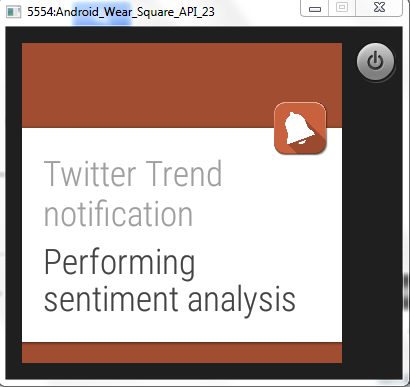 5554:Android_Wear_Square_API_23
Twitter Trend
notification
Performing
sentiment analysis